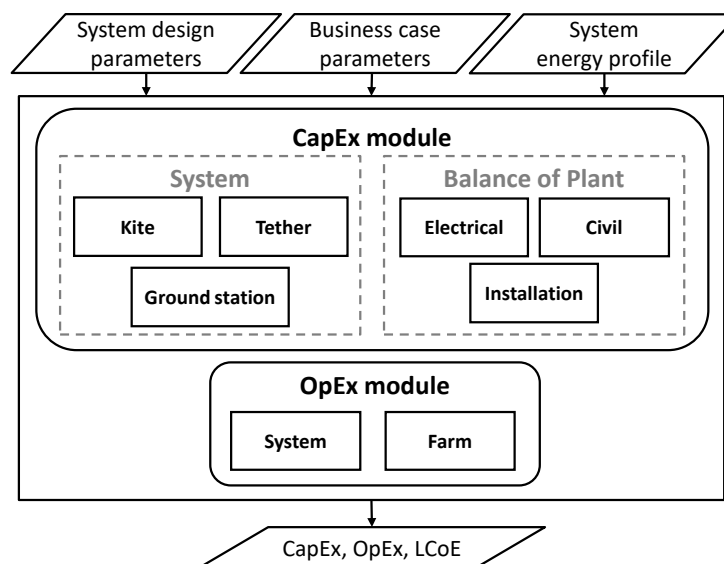 System design
parameters
Business case
parameters
System
energy profile
CapEx module
System
Kite
Tether
Ground station
Balance of Plant
Electrical
Civil
Installation
OpEx module
System
Farm
CapEx, OpEx, LCoE